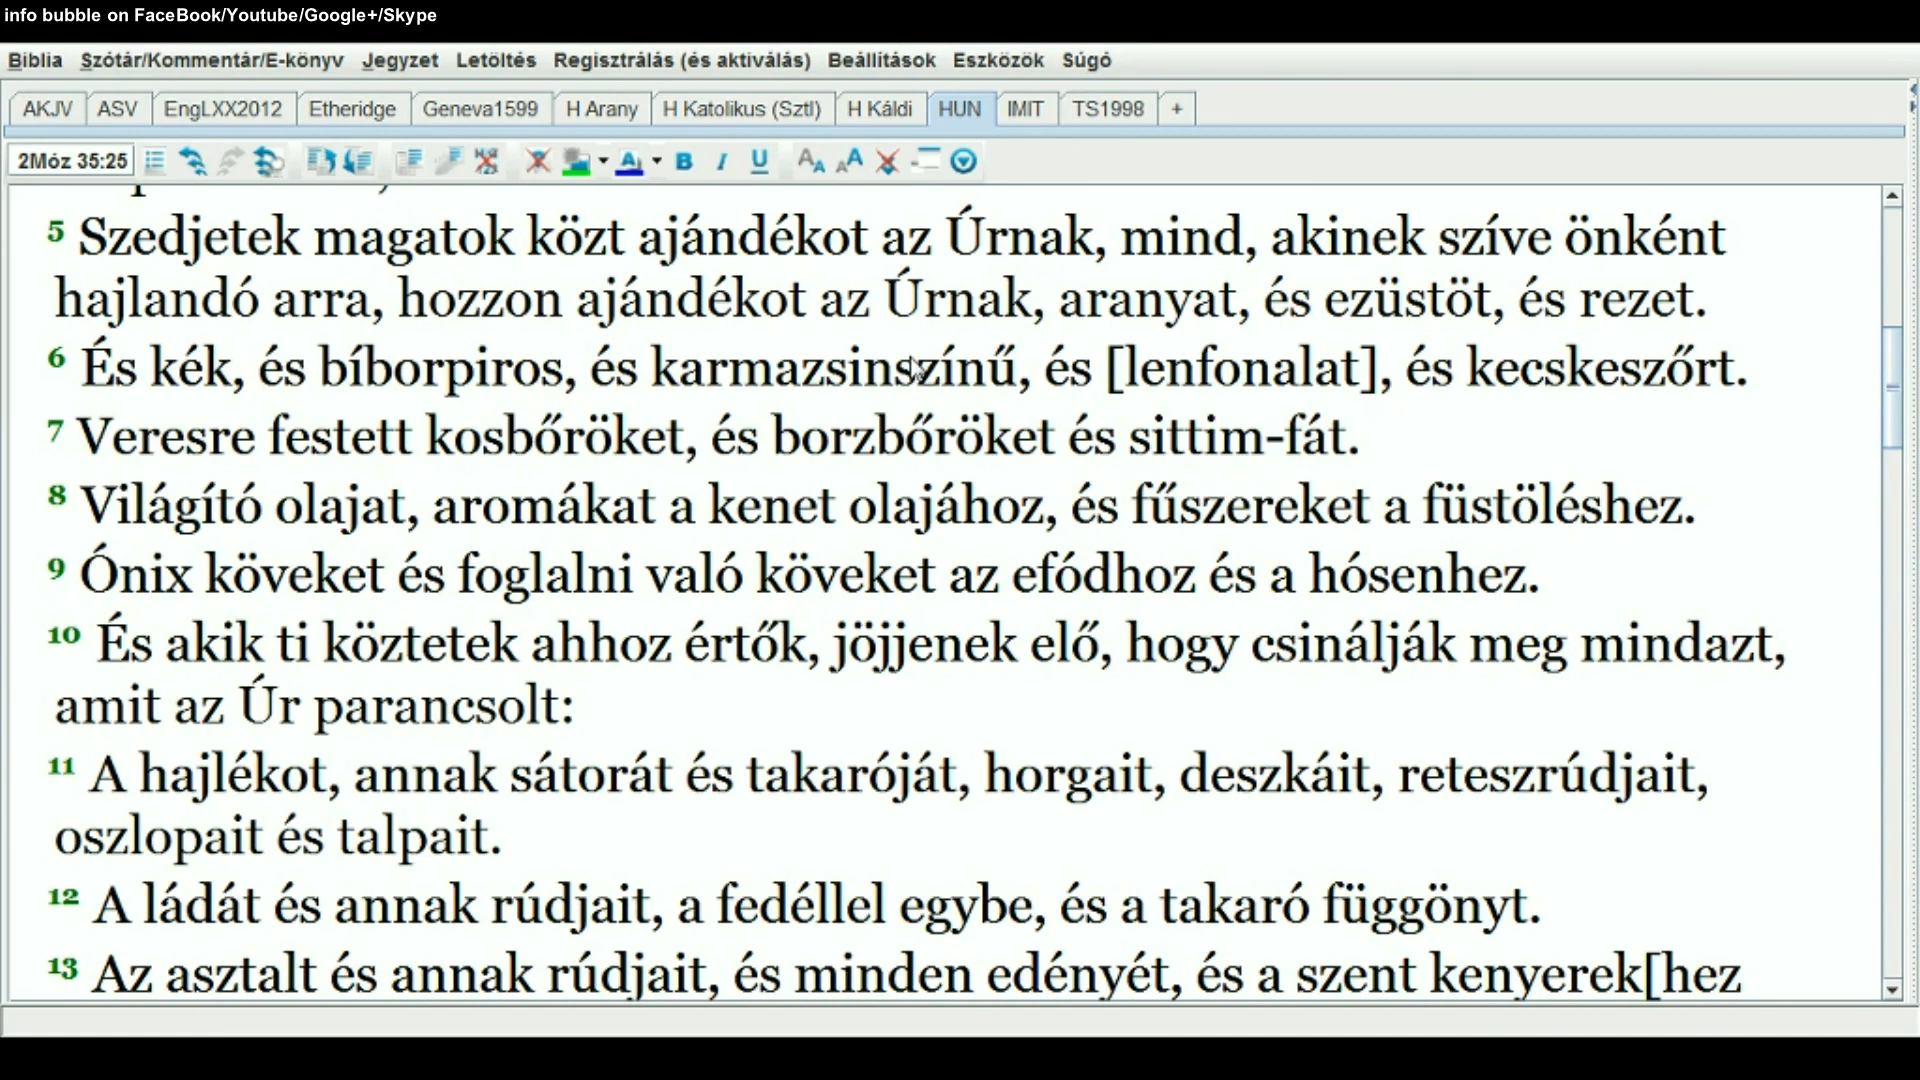 info bubble on FaceBook/Youtube/Google+/Skype
Biblia Szótár/Kommentár/E-könyv Jegyzet Letöltés Regisztrálás (és aktiválás) Beállítások Eszközök Súgó
AKJV ASV EngLXX2012 Etheridge Geneva1599 H Arany H Katolikus (Sztl) H Káldi HUN IMIT TS1998 +
2Móz 35:25
5 Szedjetek magatok közt ajándékot az Úrnak, mind, akinek szíve önként
hajlandó arra, hozzon ajándékot az Úrnak, aranyat, és ezüstöt, és rezet.
6 És kék, és bíborpiros, és karmazsinszínű, és [lenfonalat], és kecskeszőrt.
7 Veresre festett kosbőröket, és borzbőröket és sittim-fát.
8 Világító olajat, aromákat a kenet olajához, és fűszereket a füstöléshez.
9 Ónix köveket és foglalni való köveket az efódhoz és a hósenhez.
10 És akik ti köztetek ahhoz értők, jöjjenek elő, hogy csinálják meg mindazt,
amit az Úr parancsolt:
11 A hajlékot, annak sátorát és takaróját, horgait, deszkáit, reteszrúdjait,
oszlopait és talpait.
12 A ládát és annak rúdjait, a fedéllel egybe, és a takaró függönyt.
13 Az asztalt és annak rúdjait, és minden edényét, és a szent kenyerek[hez